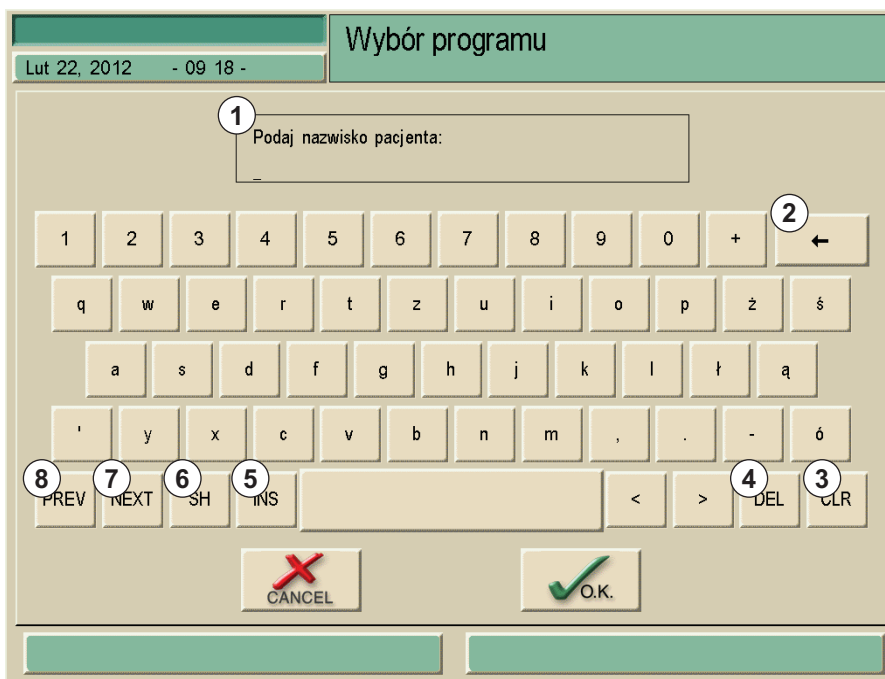 Wybór programu
Lut 22, 2012 - 09 18 -
1
Podaj nazwisko pacjenta:
_
2
1 2 3 4 5 6 7 8 9 0 + ←
q w e r t z u i o p ż ś
a s d f g h j k l ł ą
' y x c v b n m , . - ó
8 7 6 5 4 3
PREV NEXT SH INS < > DEL CLR
CANCEL O.K.